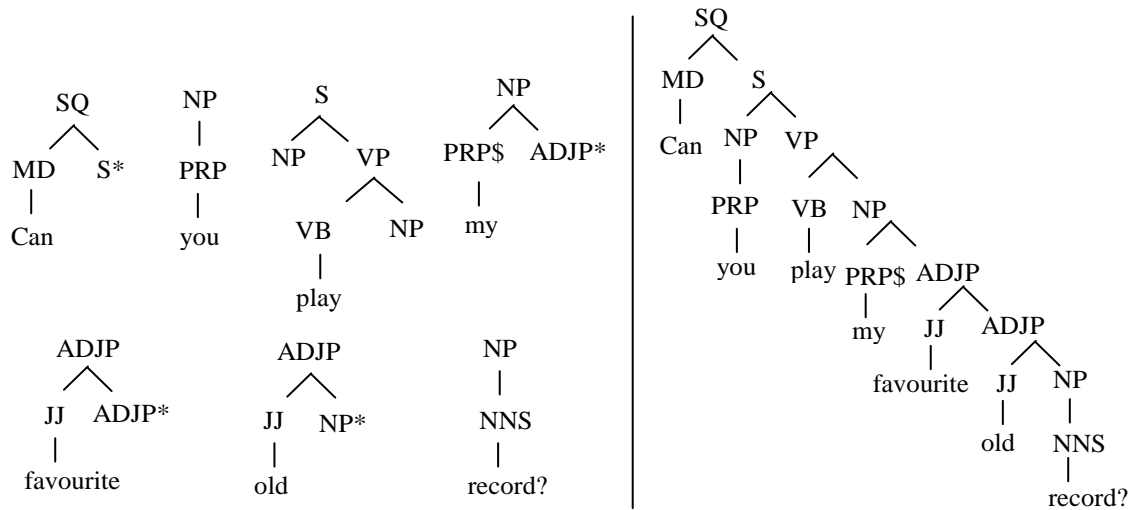 SQ NP S NP
MD S* PRP NP VP PRP$ ADJP*
Can you VB NP my
play
ADJP ADJP NP
JJ ADJP* JJ NP* NNS
favourite old record?
SQ
MD S
Can NP VP
PRP VB NP
you play PRP$ ADJP
my JJ ADJP
favourite JJ NP
old NNS
record?